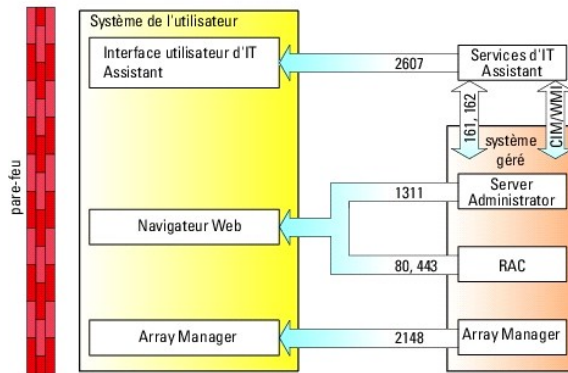 pare-feu
Système de l'utilisateur
Interface utilisateur d'IT
Assistant
2607
Services d'IT
Assistant
161, 162
CIM/WMI
système
géré
1311
Server
Administrator
Navigateur Web
80, 443
RAC
Array Manager
2148
Array Manager